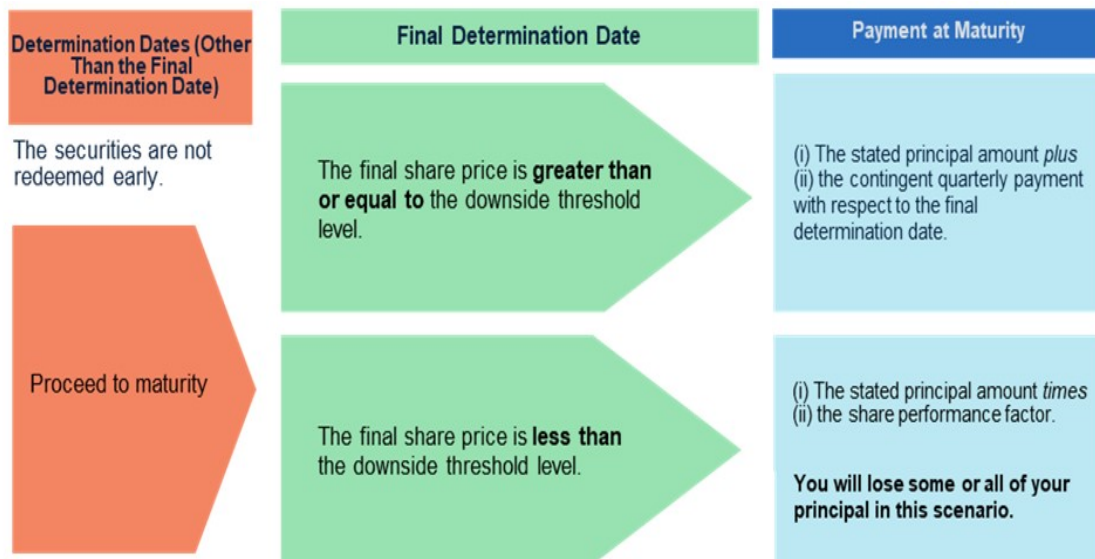 Determination Dates (Other
Than the Final
Determination Date)
The securities are not
redeemed early.
Proceed to maturity
Final Determination Date
The final share price is greater than
or equal to the downside threshold
level.
The final share price is less than
the downside threshold level.
Payment at Maturity
(i) The stated principal amount plus
(ii) the contingent quarterly payment
with respect to the final
determination date.
(i) The stated principal amount times
(ii) the share performance factor.
You will lose some or all of your
principal in this scenario.